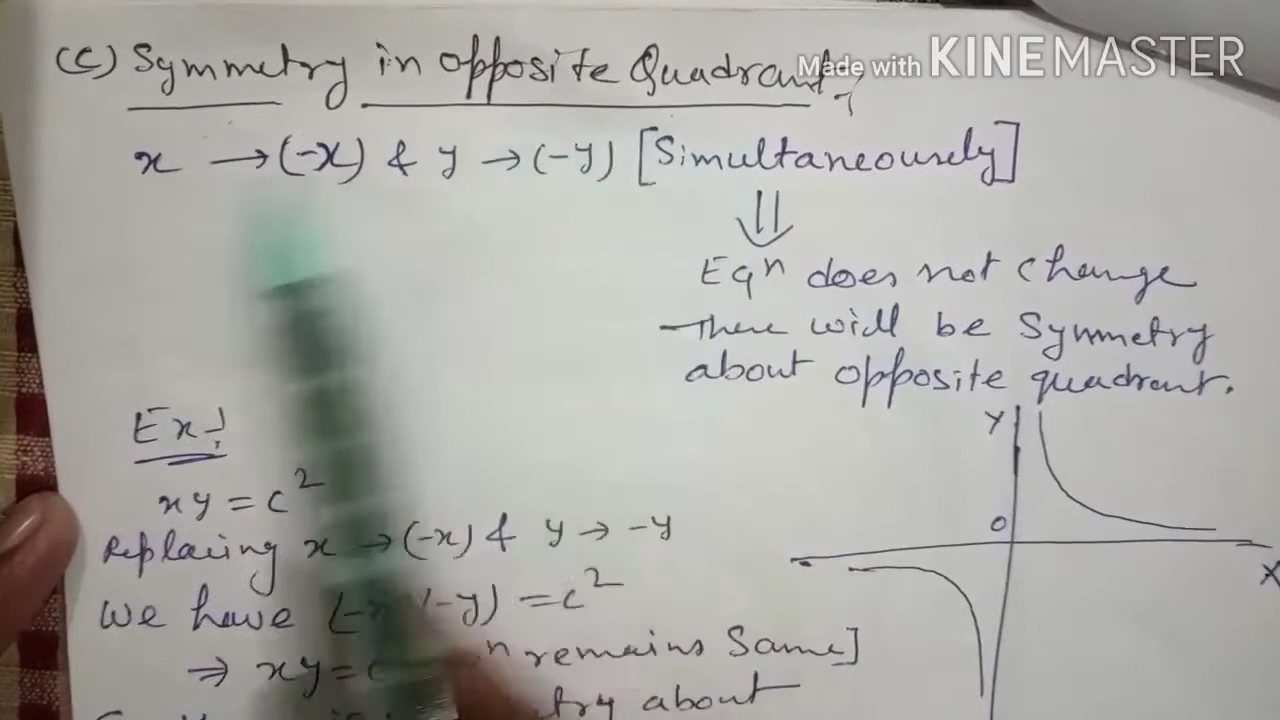 (C) Symmetry in opposite Quadrant :-
Made with KINEMASTER
x → (-x) & y → (-y) [Simultaneously]
⇓
Eqⁿ does not change
There will be Symmetry
about opposite quadrant.
Ex:-
Y
xy = c²
O
X
Replacing x → (-x) & y → -y
We have (-x)(-y) = c²
⇒ xy = c ⁿ remains Same]
about